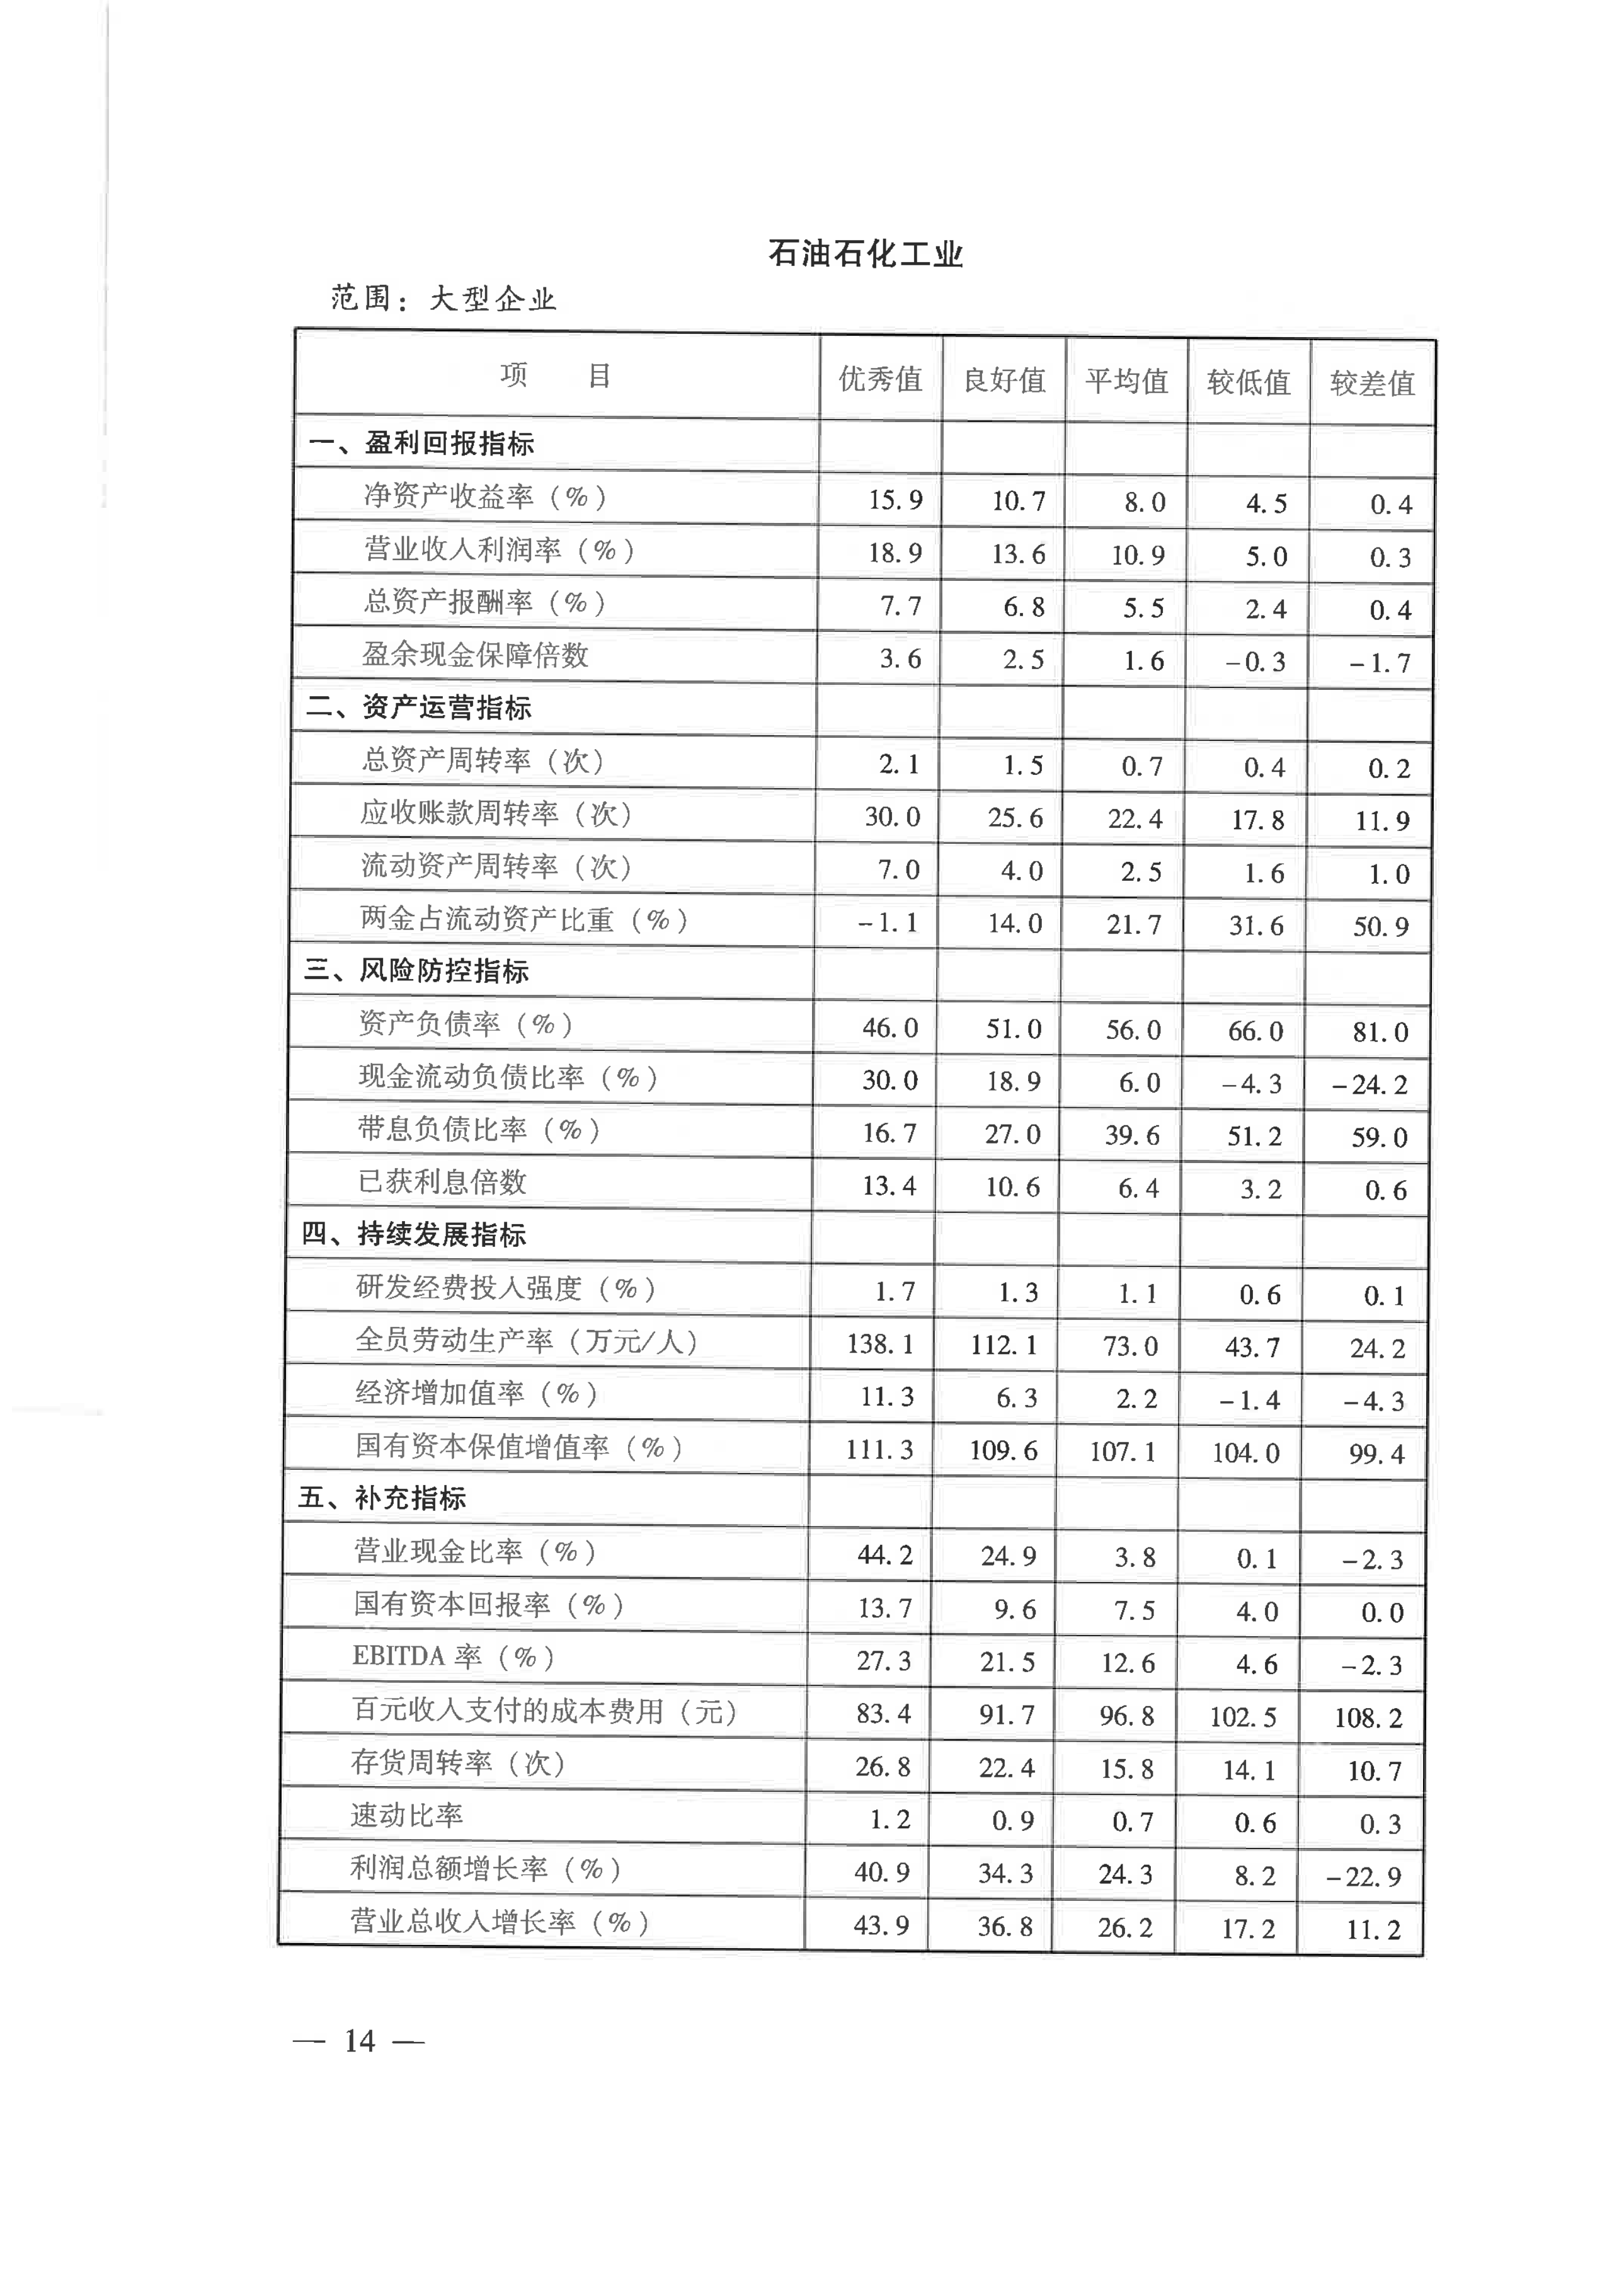 石油石化工业
范围：大型企业
项 目 优秀值 良好值 平均值 较低值 较差值
一、盈利回报指标
净资产收益率（%） 15.9 10.7 8.0 4.5 0.4
营业收入利润率（%） 18.9 13.6 10.9 5.0 0.3
总资产报酬率（%） 7.7 6.8 5.5 2.4 0.4
盈余现金保障倍数 3.6 2.5 1.6 -0.3 -1.7
二、资产运营指标
总资产周转率（次） 2.1 1.5 0.7 0.4 0.2
应收账款周转率（次） 30.0 25.6 22.4 17.8 11.9
流动资产周转率（次） 7.0 4.0 2.5 1.6 1.0
两金占流动资产比重（%） -1.1 14.0 21.7 31.6 50.9
三、风险防控指标
资产负债率（%） 46.0 51.0 56.0 66.0 81.0
现金流动负债比率（%） 30.0 18.9 6.0 -4.3 -24.2
带息负债比率（%） 16.7 27.0 39.6 51.2 59.0
已获利息倍数 13.4 10.6 6.4 3.2 0.6
四、持续发展指标
研发经费投入强度（%） 1.7 1.3 1.1 0.6 0.1
全员劳动生产率（万元/人） 138.1 112.1 73.0 43.7 24.2
经济增加值率（%） 11.3 6.3 2.2 -1.4 -4.3
国有资本保值增值率（%） 111.3 109.6 107.1 104.0 99.4
五、补充指标
营业现金比率（%） 44.2 24.9 3.8 0.1 -2.3
国有资本回报率（%） 13.7 9.6 7.5 4.0 0.0
EBITDA 率（%） 27.3 21.5 12.6 4.6 -2.3
百元收入支付的成本费用（元） 83.4 91.7 96.8 102.5 108.2
存货周转率（次） 26.8 22.4 15.8 14.1 10.7
速动比率 1.2 0.9 0.7 0.6 0.3
利润总额增长率（%） 40.9 34.3 24.3 8.2 -22.9
营业总收入增长率（%） 43.9 36.8 26.2 17.2 11.2
— 14 —